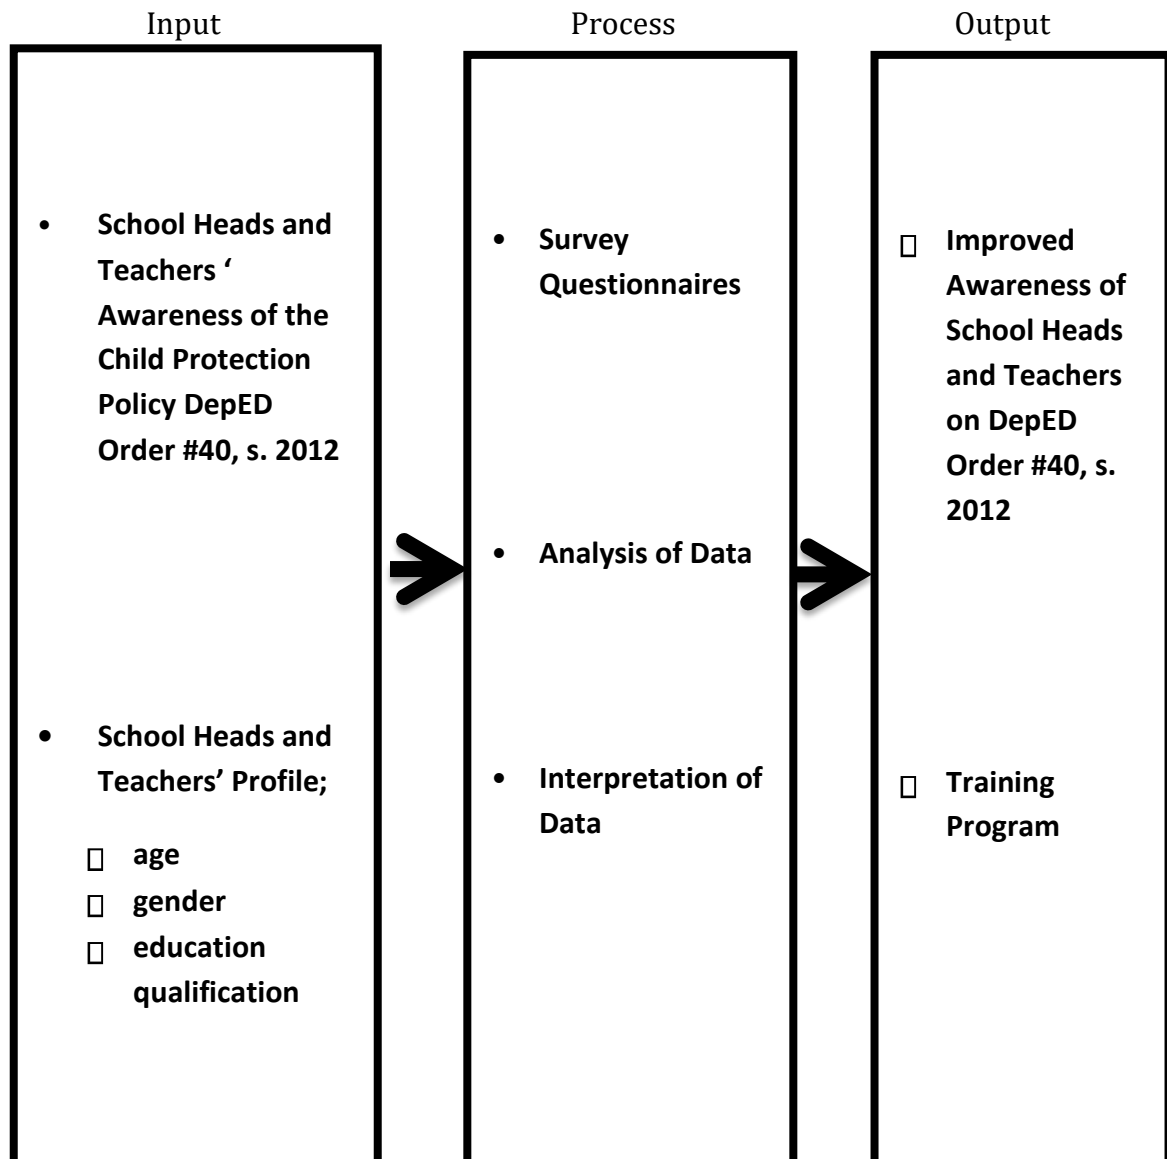 Input
Process
Output
• School Heads and
Teachers ‘
Awareness of the
Child Protection
Policy DepED
Order #40, s. 2012
• School Heads and
Teachers’ Profile;
▯ age
▯ gender
▯ education
qualification
• Survey
Questionnaires
• Analysis of Data
• Interpretation of
Data
▯ Improved
Awareness of
School Heads
and Teachers
on DepED
Order #40, s.
2012
▯ Training
Program